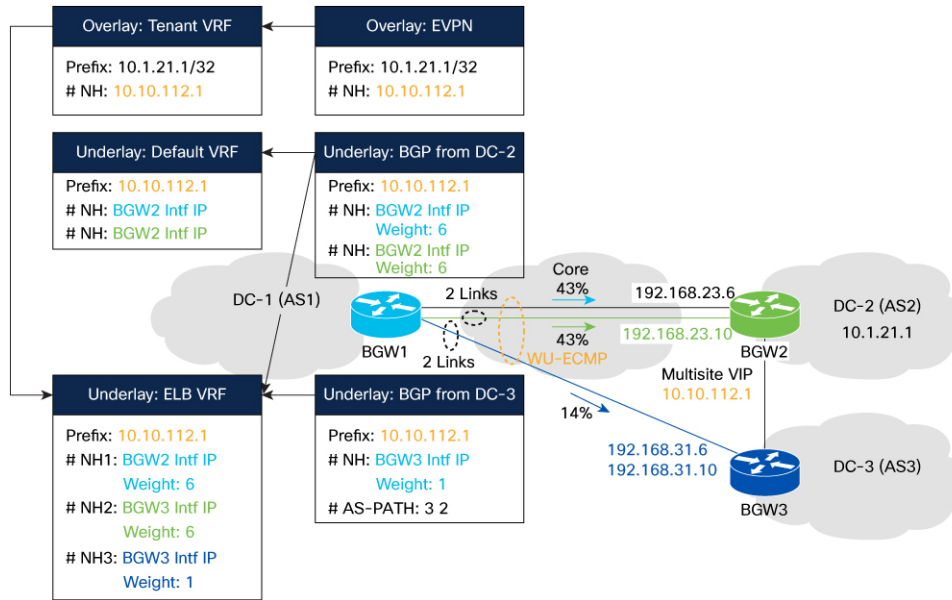 Overlay: Tenant VRF
Prefix: 10.1.21.1/32
# NH: 10.10.112.1
Overlay: EVPN
Prefix: 10.1.21.1/32
# NH: 10.10.112.1
Underlay: Default VRF
Prefix: 10.10.112.1
# NH: BGW2 Intf IP
# NH: BGW2 Intf IP
Underlay: BGP from DC-2
Prefix: 10.10.112.1
# NH: BGW2 Intf IP
Weight: 6
# NH: BGW2 Intf IP
Weight: 6
DC-1 (AS1)
BGW1
2 Links
2 Links
Core
43%
43%
WU-ECMP
14%
192.168.23.6
192.168.23.10
BGW2
DC-2 (AS2)
10.1.21.1
Multisite VIP
10.10.112.1
192.168.31.6
192.168.31.10
BGW3
DC-3 (AS3)
Underlay: ELB VRF
Prefix: 10.10.112.1
# NH1: BGW2 Intf IP
Weight: 6
# NH2: BGW3 Intf IP
Weight: 6
# NH3: BGW3 Intf IP
Weight: 1
Underlay: BGP from DC-3
Prefix: 10.10.112.1
# NH: BGW3 Intf IP
Weight: 1
# AS-PATH: 3 2